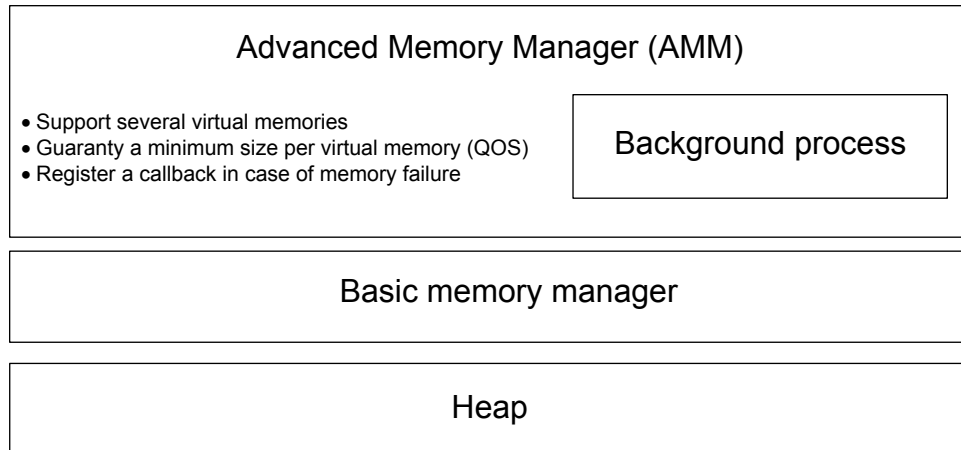 Advanced Memory Manager (AMM)
• Support several virtual memories
• Guaranty a minimum size per virtual memory (QOS)
• Register a callback in case of memory failure
Background process
Basic memory manager
Heap